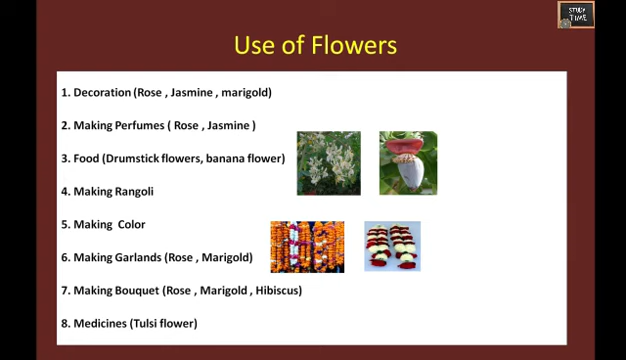 STUDY
TIME
Use of Flowers
1. Decoration (Rose , Jasmine , marigold)
2. Making Perfumes ( Rose , Jasmine )
3. Food (Drumstick flowers, banana flower)
4. Making Rangoli
5. Making  Color
6. Making Garlands (Rose , Marigold)
7. Making Bouquet (Rose , Marigold , Hibiscus)
8. Medicines (Tulsi flower)